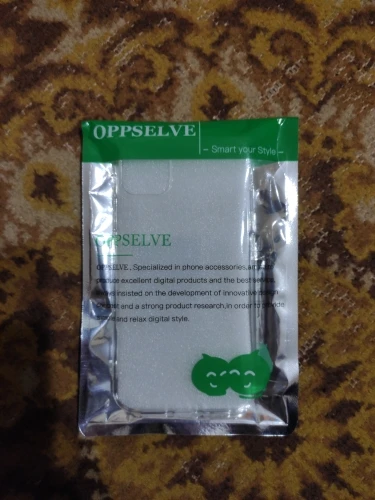 OPPSELVE
– Smart your Style –
OPPSELVE
OPPSELVE, Specialized in phone accessories,
produce excellent digital products and the best
insisted on the development of innovative
and a strong product research,in order to
and relax digital style.